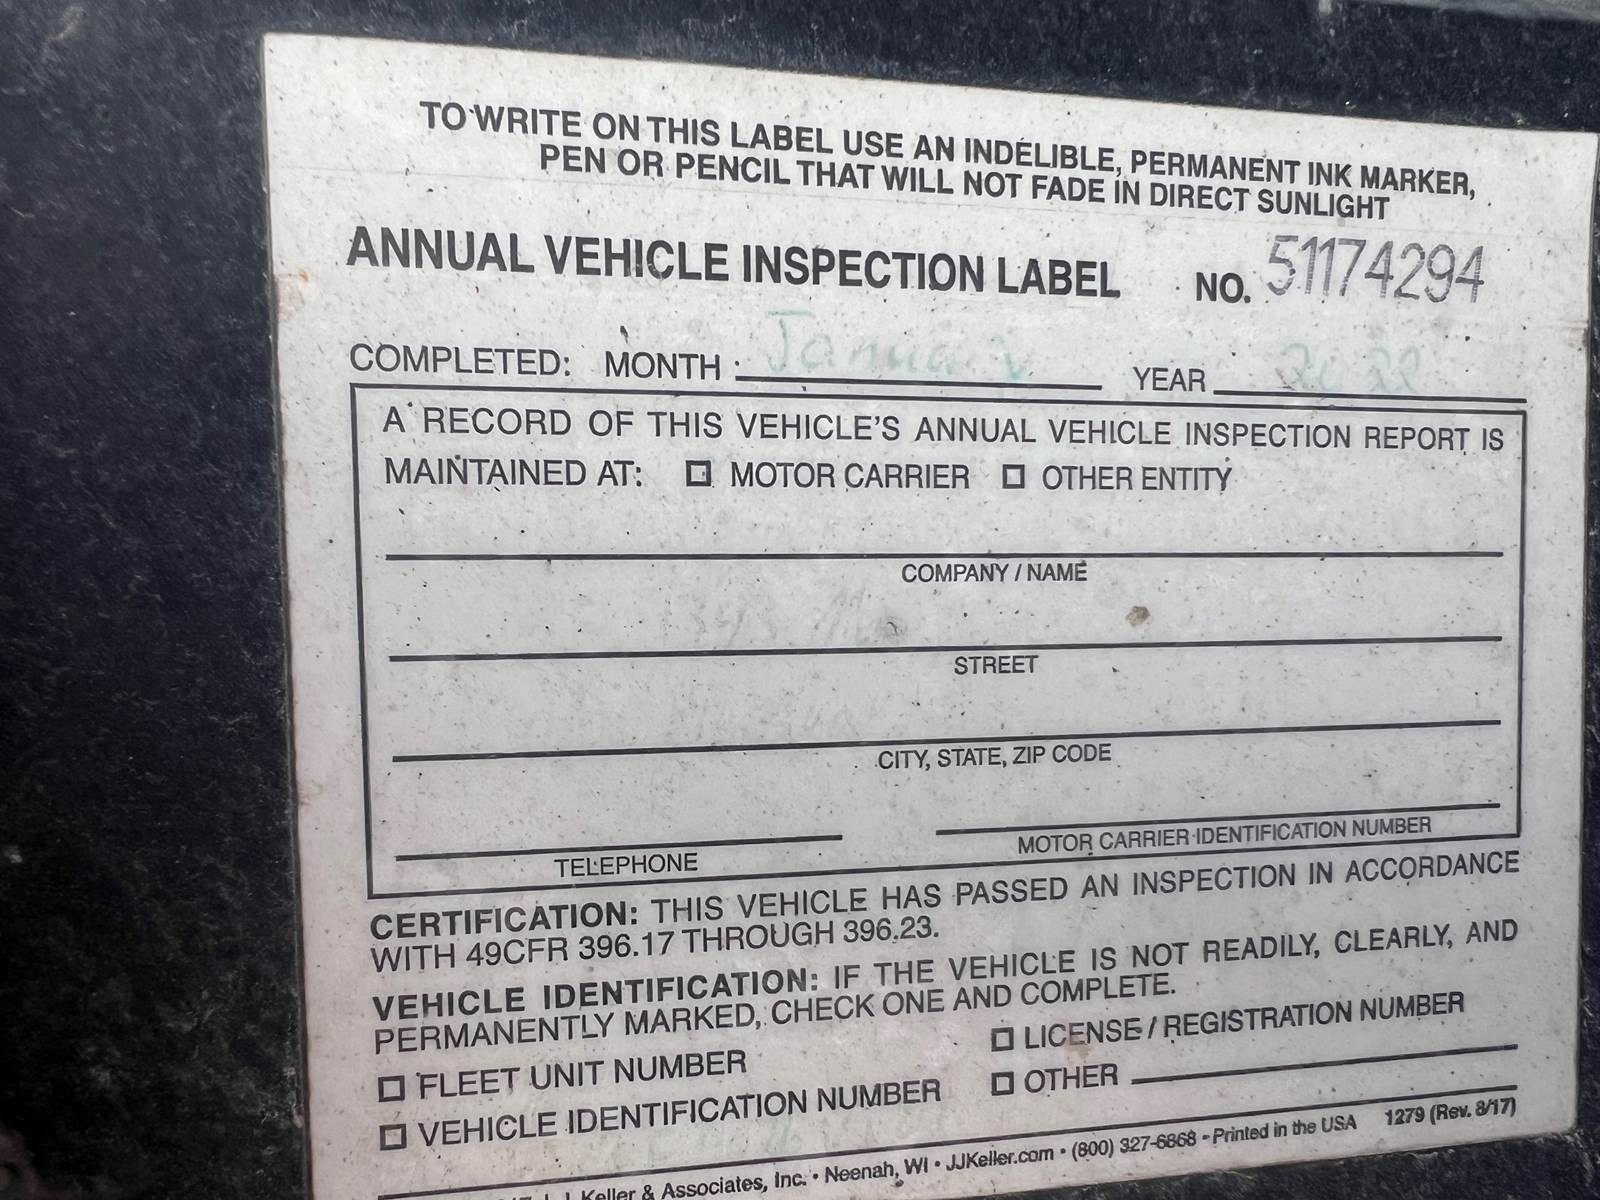 TO WRITE ON THIS LABEL USE AN INDELIBLE, PERMANENT INK MARKER,
PEN OR PENCIL THAT WILL NOT FADE IN DIRECT SUNLIGHT
ANNUAL VEHICLE INSPECTION LABEL NO. 51174294
COMPLETED: MONTH January YEAR 2022
A RECORD OF THIS VEHICLE'S ANNUAL VEHICLE INSPECTION REPORT IS
MAINTAINED AT: ☐ MOTOR CARRIER ☐ OTHER ENTITY
COMPANY / NAME
STREET
CITY, STATE, ZIP CODE
TELEPHONE MOTOR CARRIER IDENTIFICATION NUMBER
CERTIFICATION: THIS VEHICLE HAS PASSED AN INSPECTION IN ACCORDANCE
WITH 49CFR 396.17 THROUGH 396.23.
VEHICLE IDENTIFICATION: IF THE VEHICLE IS NOT READILY, CLEARLY, AND
PERMANENTLY MARKED, CHECK ONE AND COMPLETE.
☐ FLEET UNIT NUMBER ☐ LICENSE / REGISTRATION NUMBER
☐ VEHICLE IDENTIFICATION NUMBER ☐ OTHER
J. J. Keller & Associates, Inc. • Neenah, WI • JJKeller.com • (800) 327-6868 • Printed in the USA 1279 (Rev. 8/17)